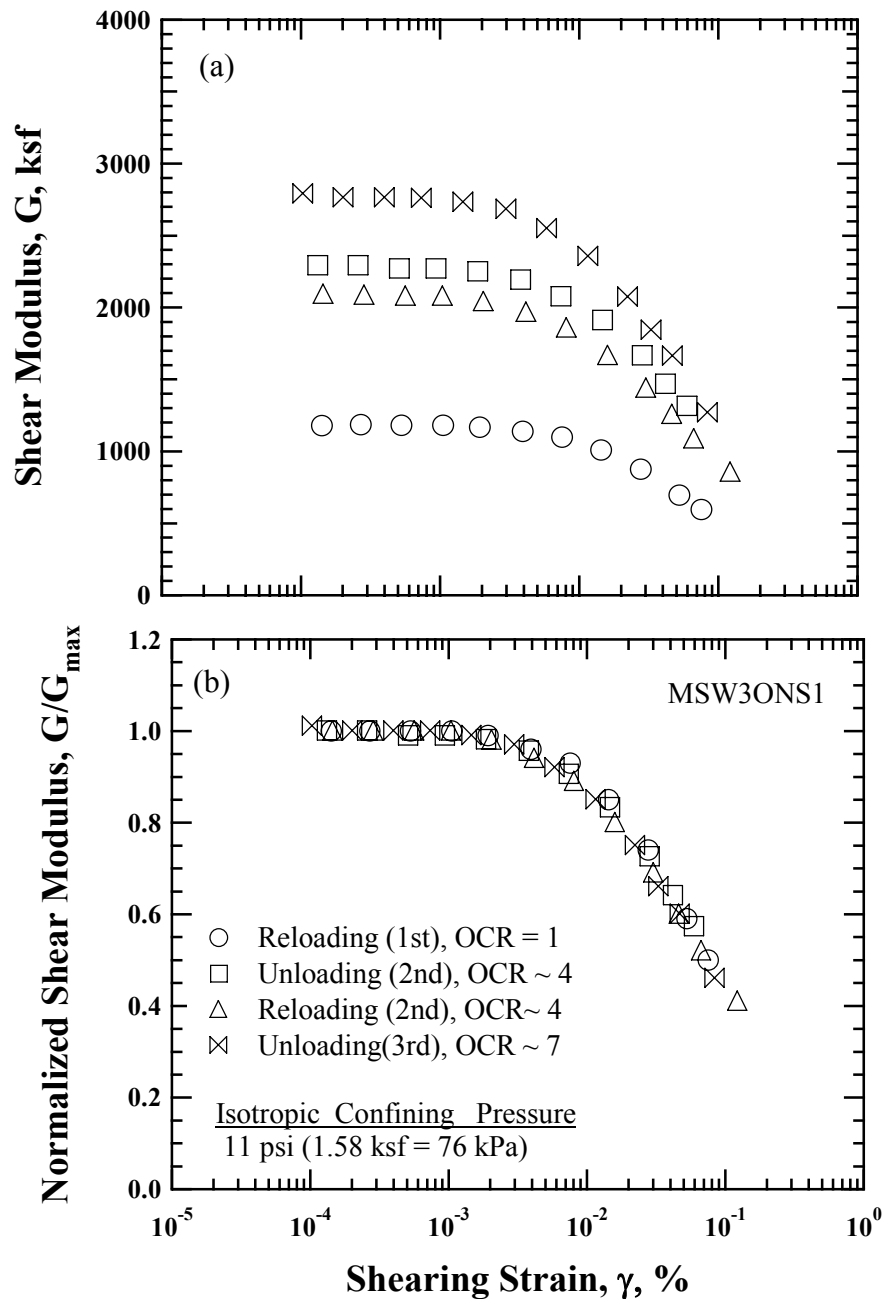 4000
(a)
3000
2000
1000
0
Shear Modulus, G, ksf
1.2
(b)
MSW3ONS1
1.0
0.8
0.6
0.4
0.2
0.0
Normalized Shear Modulus, G/Gmax
Reloading (1st), OCR = 1
Unloading (2nd), OCR ~ 4
Reloading (2nd), OCR~ 4
Unloading(3rd), OCR ~ 7
Isotropic Confining Pressure
11 psi (1.58 ksf = 76 kPa)
10⁻⁵ 10⁻⁴ 10⁻³ 10⁻² 10⁻¹ 10⁰
Shearing Strain, γ, %